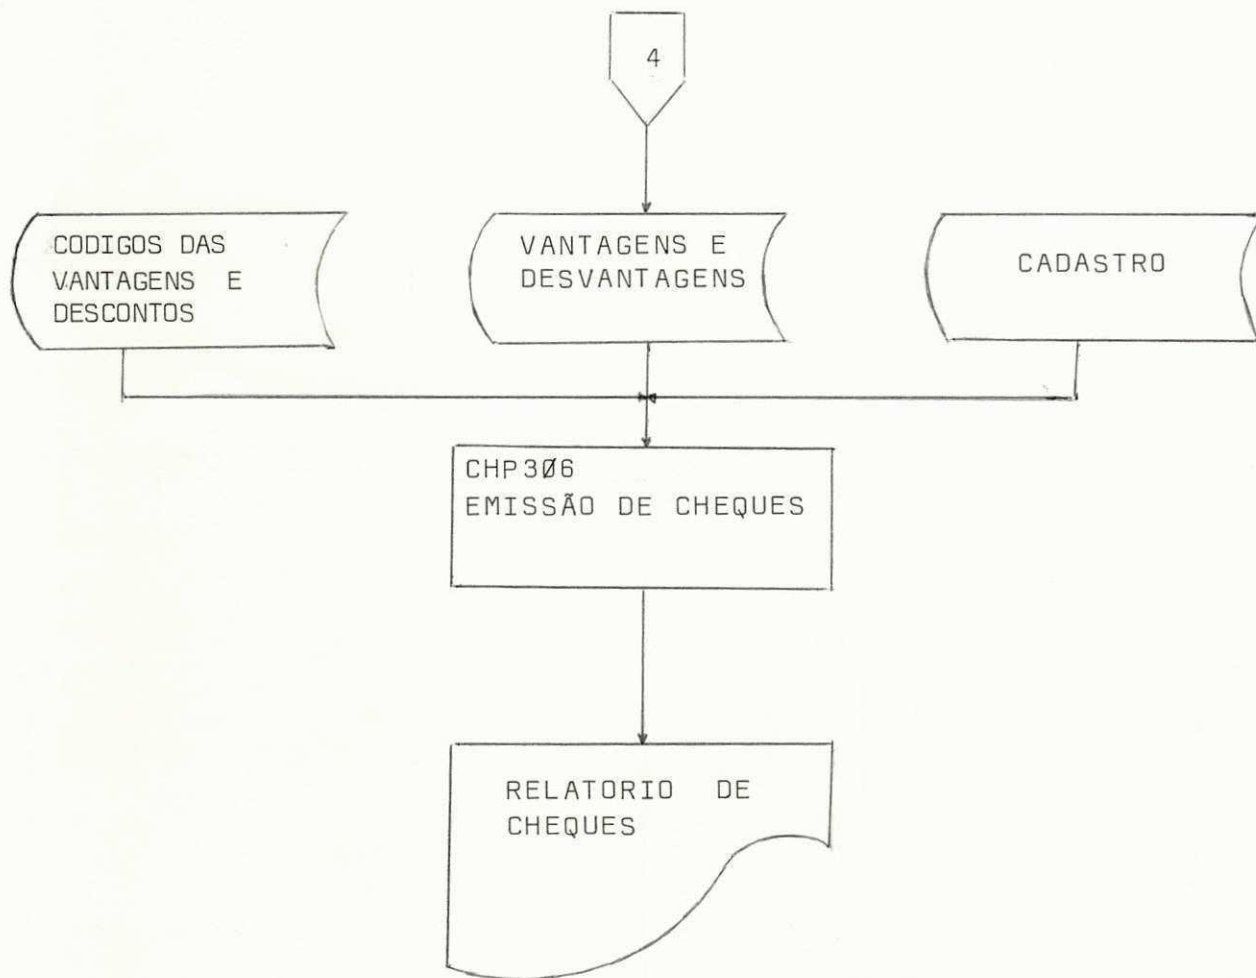 4
CODIGOS DAS
VANTAGENS E
DESCONTOS
VANTAGENS E
DESVANTAGENS
CADASTRO
CHP3Ø6
EMISSÃO DE CHEQUES
RELATORIO DE
CHEQUES